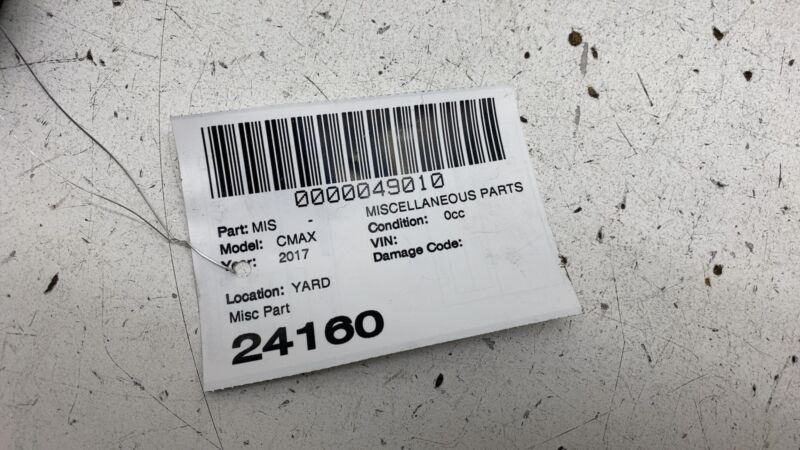 0000049010
Part: MIS - MISCELLANEOUS PARTS
Model: CMAX Condition: 0cc
Year: 2017 VIN:
Damage Code:
Location: YARD
Misc Part
24160